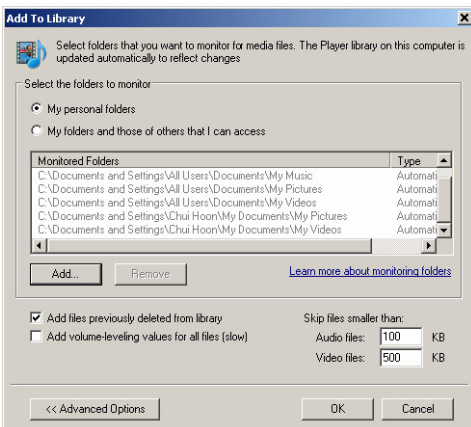 Add To Library
Select folders that you want to monitor for media files. The Player library on this computer is
updated automatically to reflect changes
Select the folders to monitor
My personal folders
My folders and those of others that I can access
Monitored Folders Type
C:\Documents and Settings\All Users\Documents\My Music Automati
C:\Documents and Settings\All Users\Documents\My Pictures Automati
C:\Documents and Settings\All Users\Documents\My Videos Automati
C:\Documents and Settings\Chui Hoon\My Documents\My Pictures Automati
C:\Documents and Settings\Chui Hoon\My Documents\My Videos Automati
Add... Remove Learn more about monitoring folders
Add files previously deleted from library Skip files smaller than:
Add volume-leveling values for all files (slow) Audio files: 100 KB
Video files: 500 KB
<< Advanced Options OK Cancel